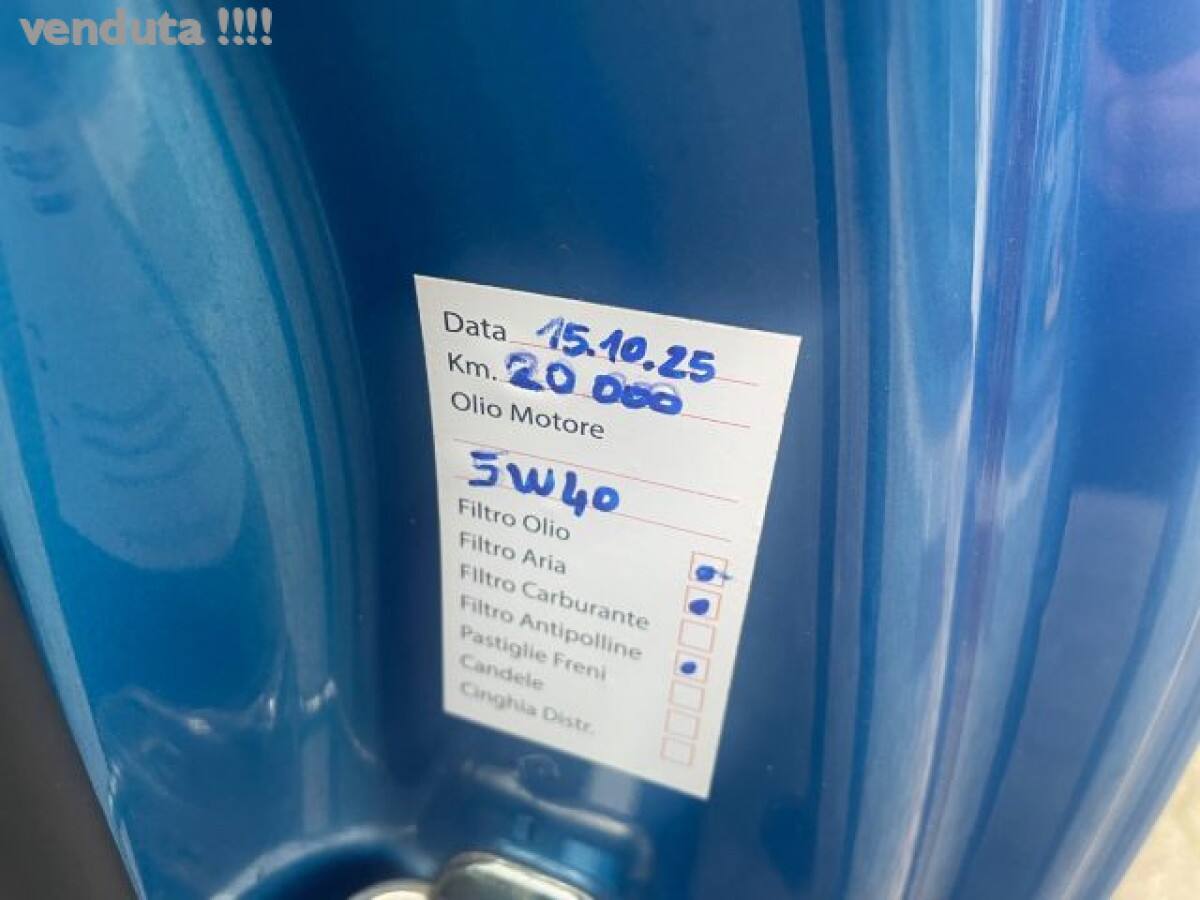 venduta !!!!
Data 15.10.25
Km. 20 000
Olio Motore
5W40
Filtro Olio
Filtro Aria
FIltro Carburante
Filtro Antipolline
Pastiglie Freni
Candele
Cinghia Distr.